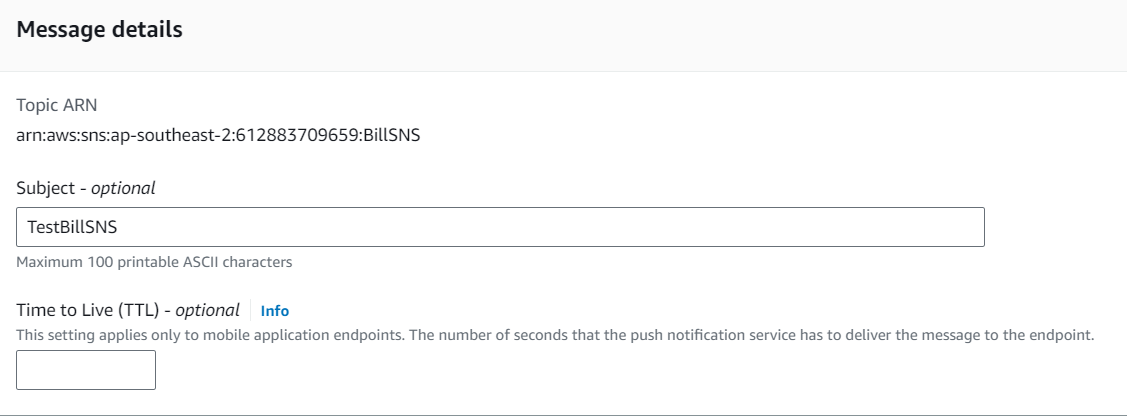 Message details
Topic ARN
arn:aws:sns:ap-southeast-2:612883709659:BillSNS
Subject - optional
TestBillSNS
Maximum 100 printable ASCII characters
Time to Live (TTL) - optional Info
This setting applies only to mobile application endpoints. The number of seconds that the push notification service has to deliver the message to the endpoint.